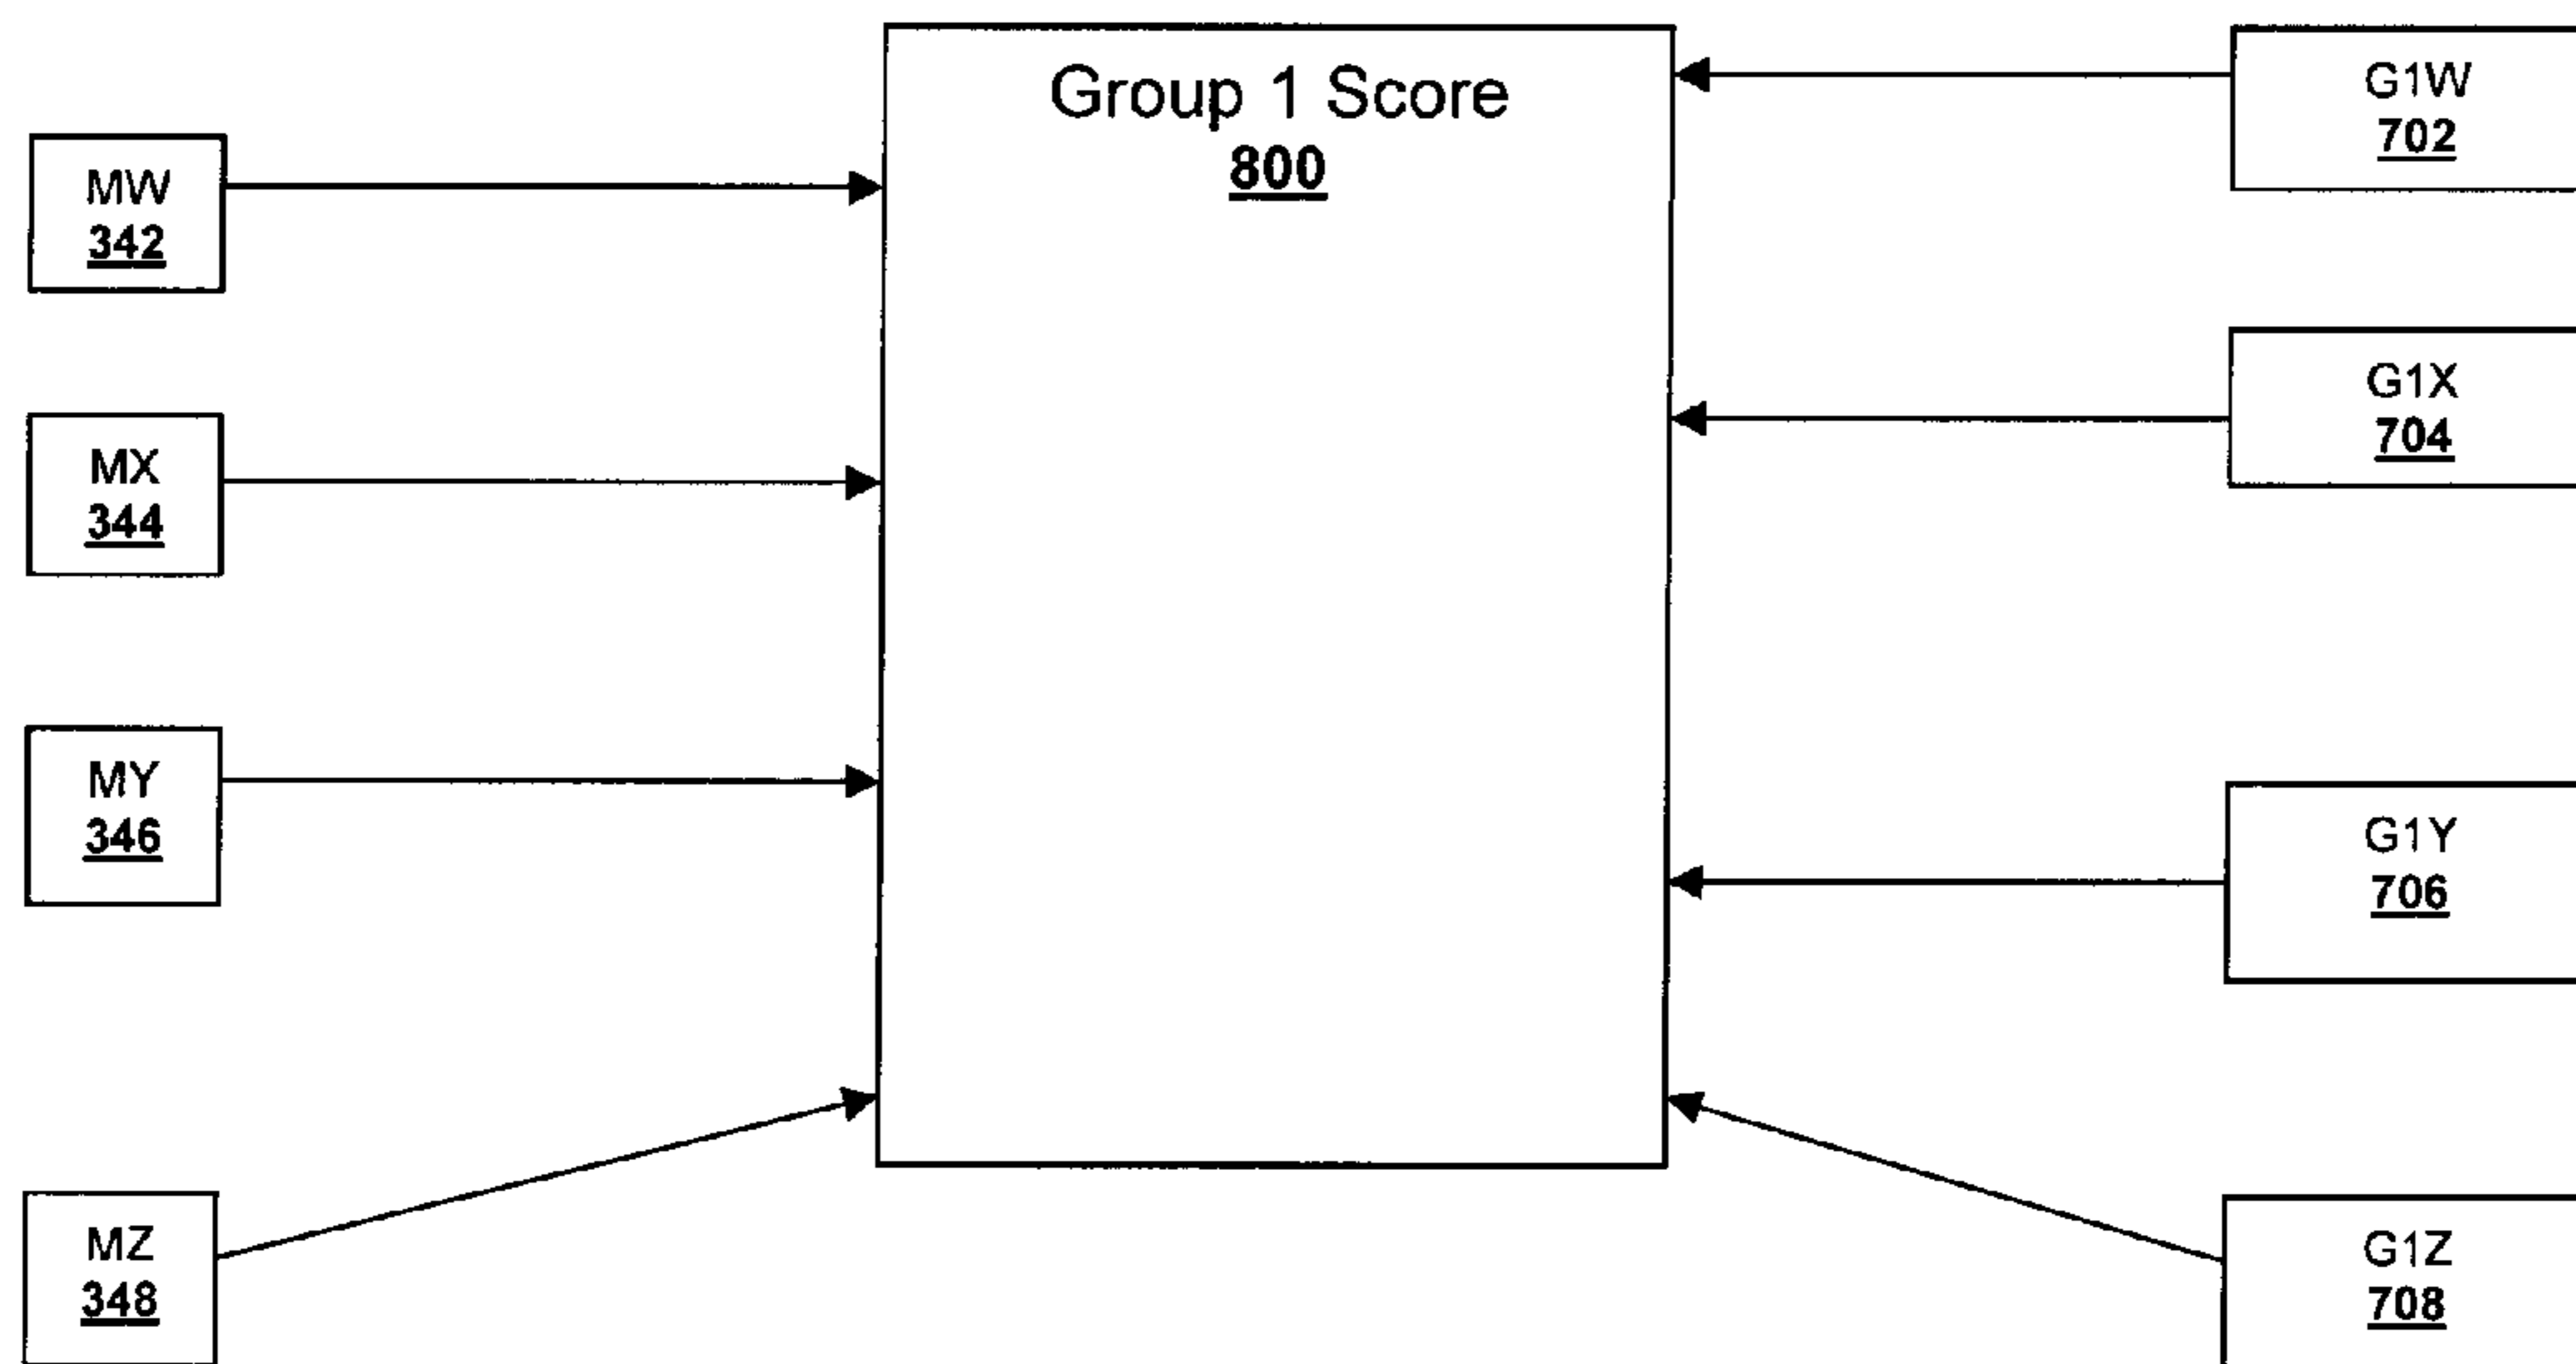 Group 1 Score
800
MW
342
MX
344
MY
346
MZ
348
G1W
702
G1X
704
G1Y
706
G1Z
708